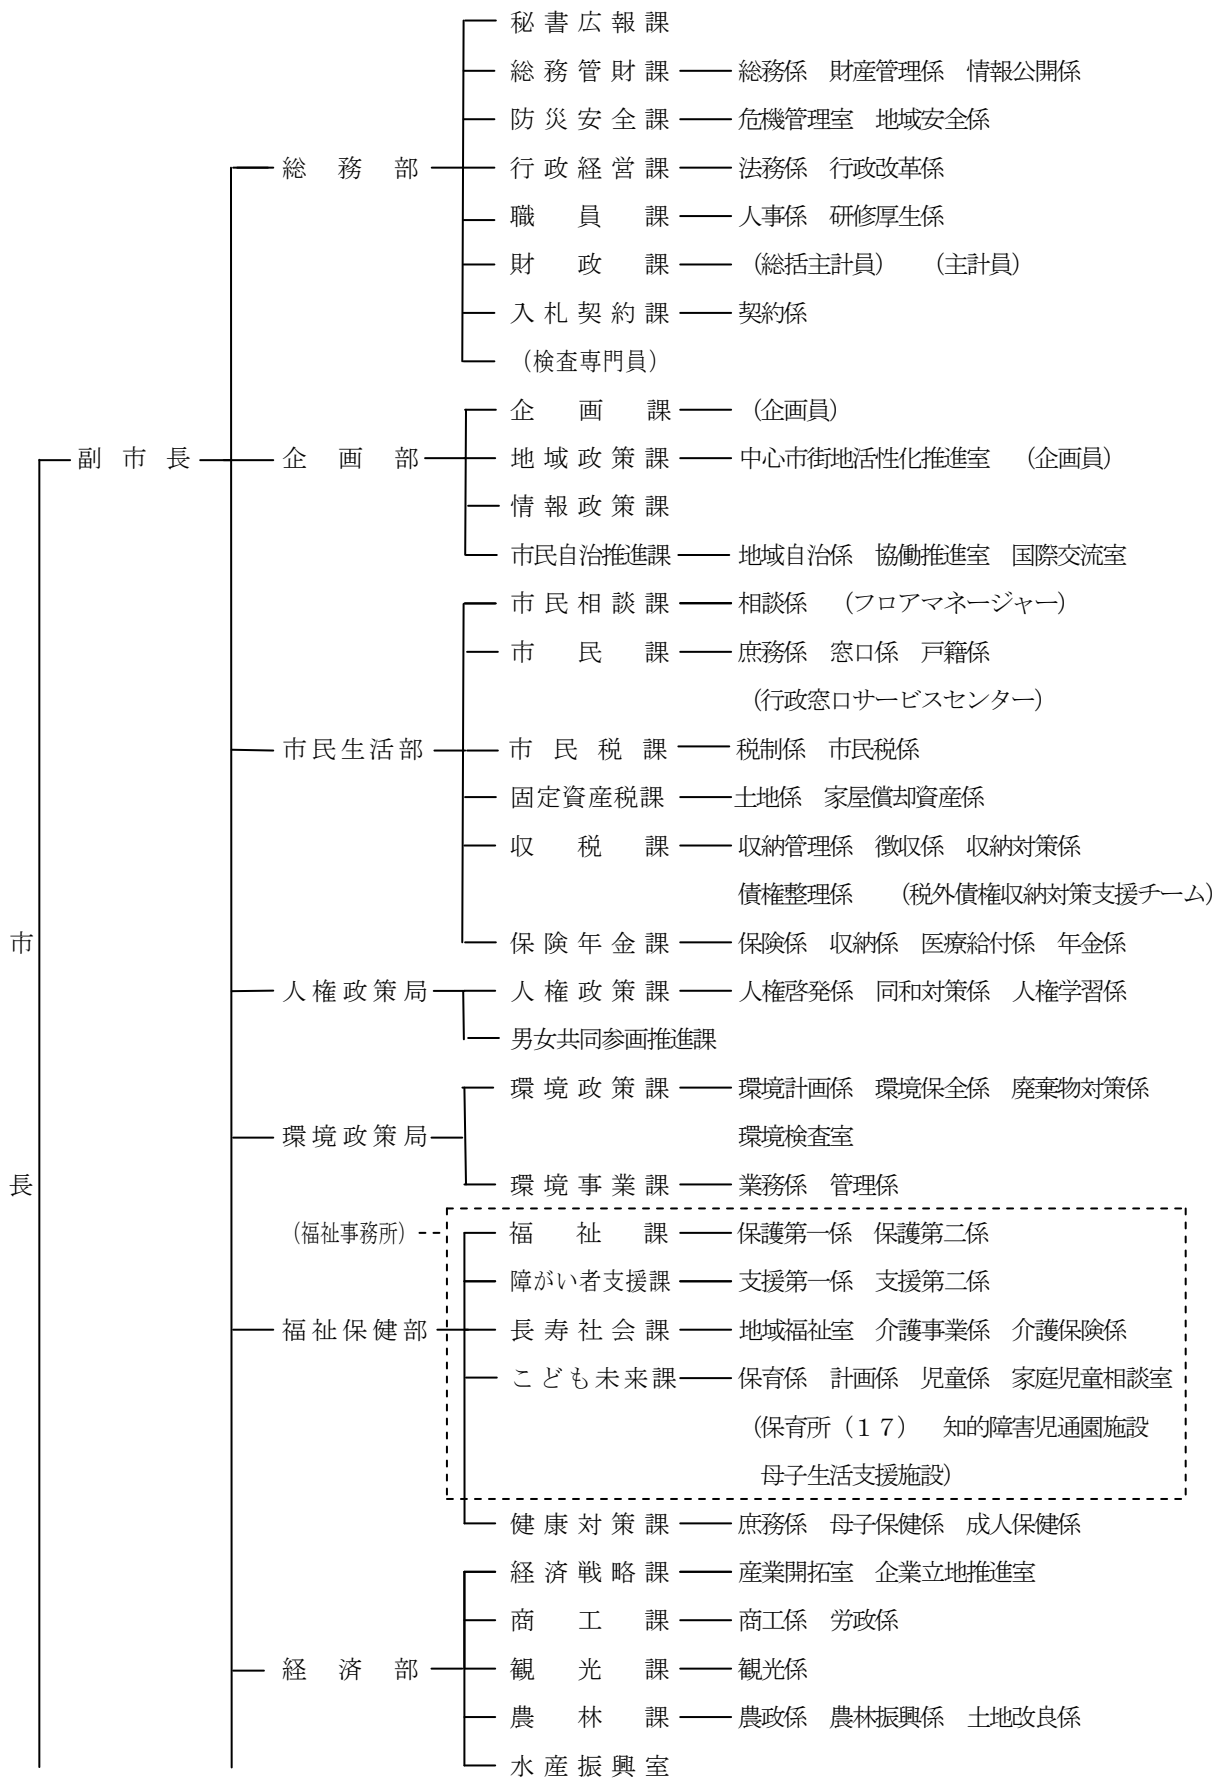 秘書広報課
総務管財課 総務係 財産管理係 情報公開係
防災安全課 危機管理室 地域安全係
総務部 行政経営課 法務係 行政改革係
職員課 人事係 研修厚生係
財政課 (総括主計員) (主計員)
入札契約課 契約係
(検査専門員)
企画課 (企画員)
副市長 企画部 地域政策課 中心市街地活性化推進室 (企画員)
情報政策課
市民自治推進課 地域自治係 協働推進室 国際交流室
市民相談課 相談係 (フロアマネージャー)
市民課 庶務係 窓口係 戸籍係
(行政窓口サービスセンター)
市民生活部 市民税課 税制係 市民税係
固定資産税課 土地係 家屋償却資産係
収税課 収納管理係 徴収係 収納対策係
債権整理係 (税外債権収納対策支援チーム)
市長 保険年金課 保険係 収納係 医療給付係 年金係
人権政策局 人権政策課 人権啓発係 同和対策係 人権学習係
男女共同参画推進課
環境政策課 環境計画係 環境保全係 廃棄物対策係
環境政策局 環境検査室
環境事業課 業務係 管理係
(福祉事務所) 福祉課 保護第一係 保護第二係
障がい者支援課 支援第一係 支援第二係
福祉保健部 長寿社会課 地域福祉室 介護事業係 介護保険係
こども未来課 保育係 計画係 児童係 家庭児童相談室
(保育所(17) 知的障害児通園施設
母子生活支援施設)
健康対策課 庶務係 母子保健係 成人保健係
経済戦略課 産業開拓室 企業立地推進室
商工課 商工係 労政係
経済部 観光課 観光係
農林課 農政係 農林振興係 土地改良係
水産振興室